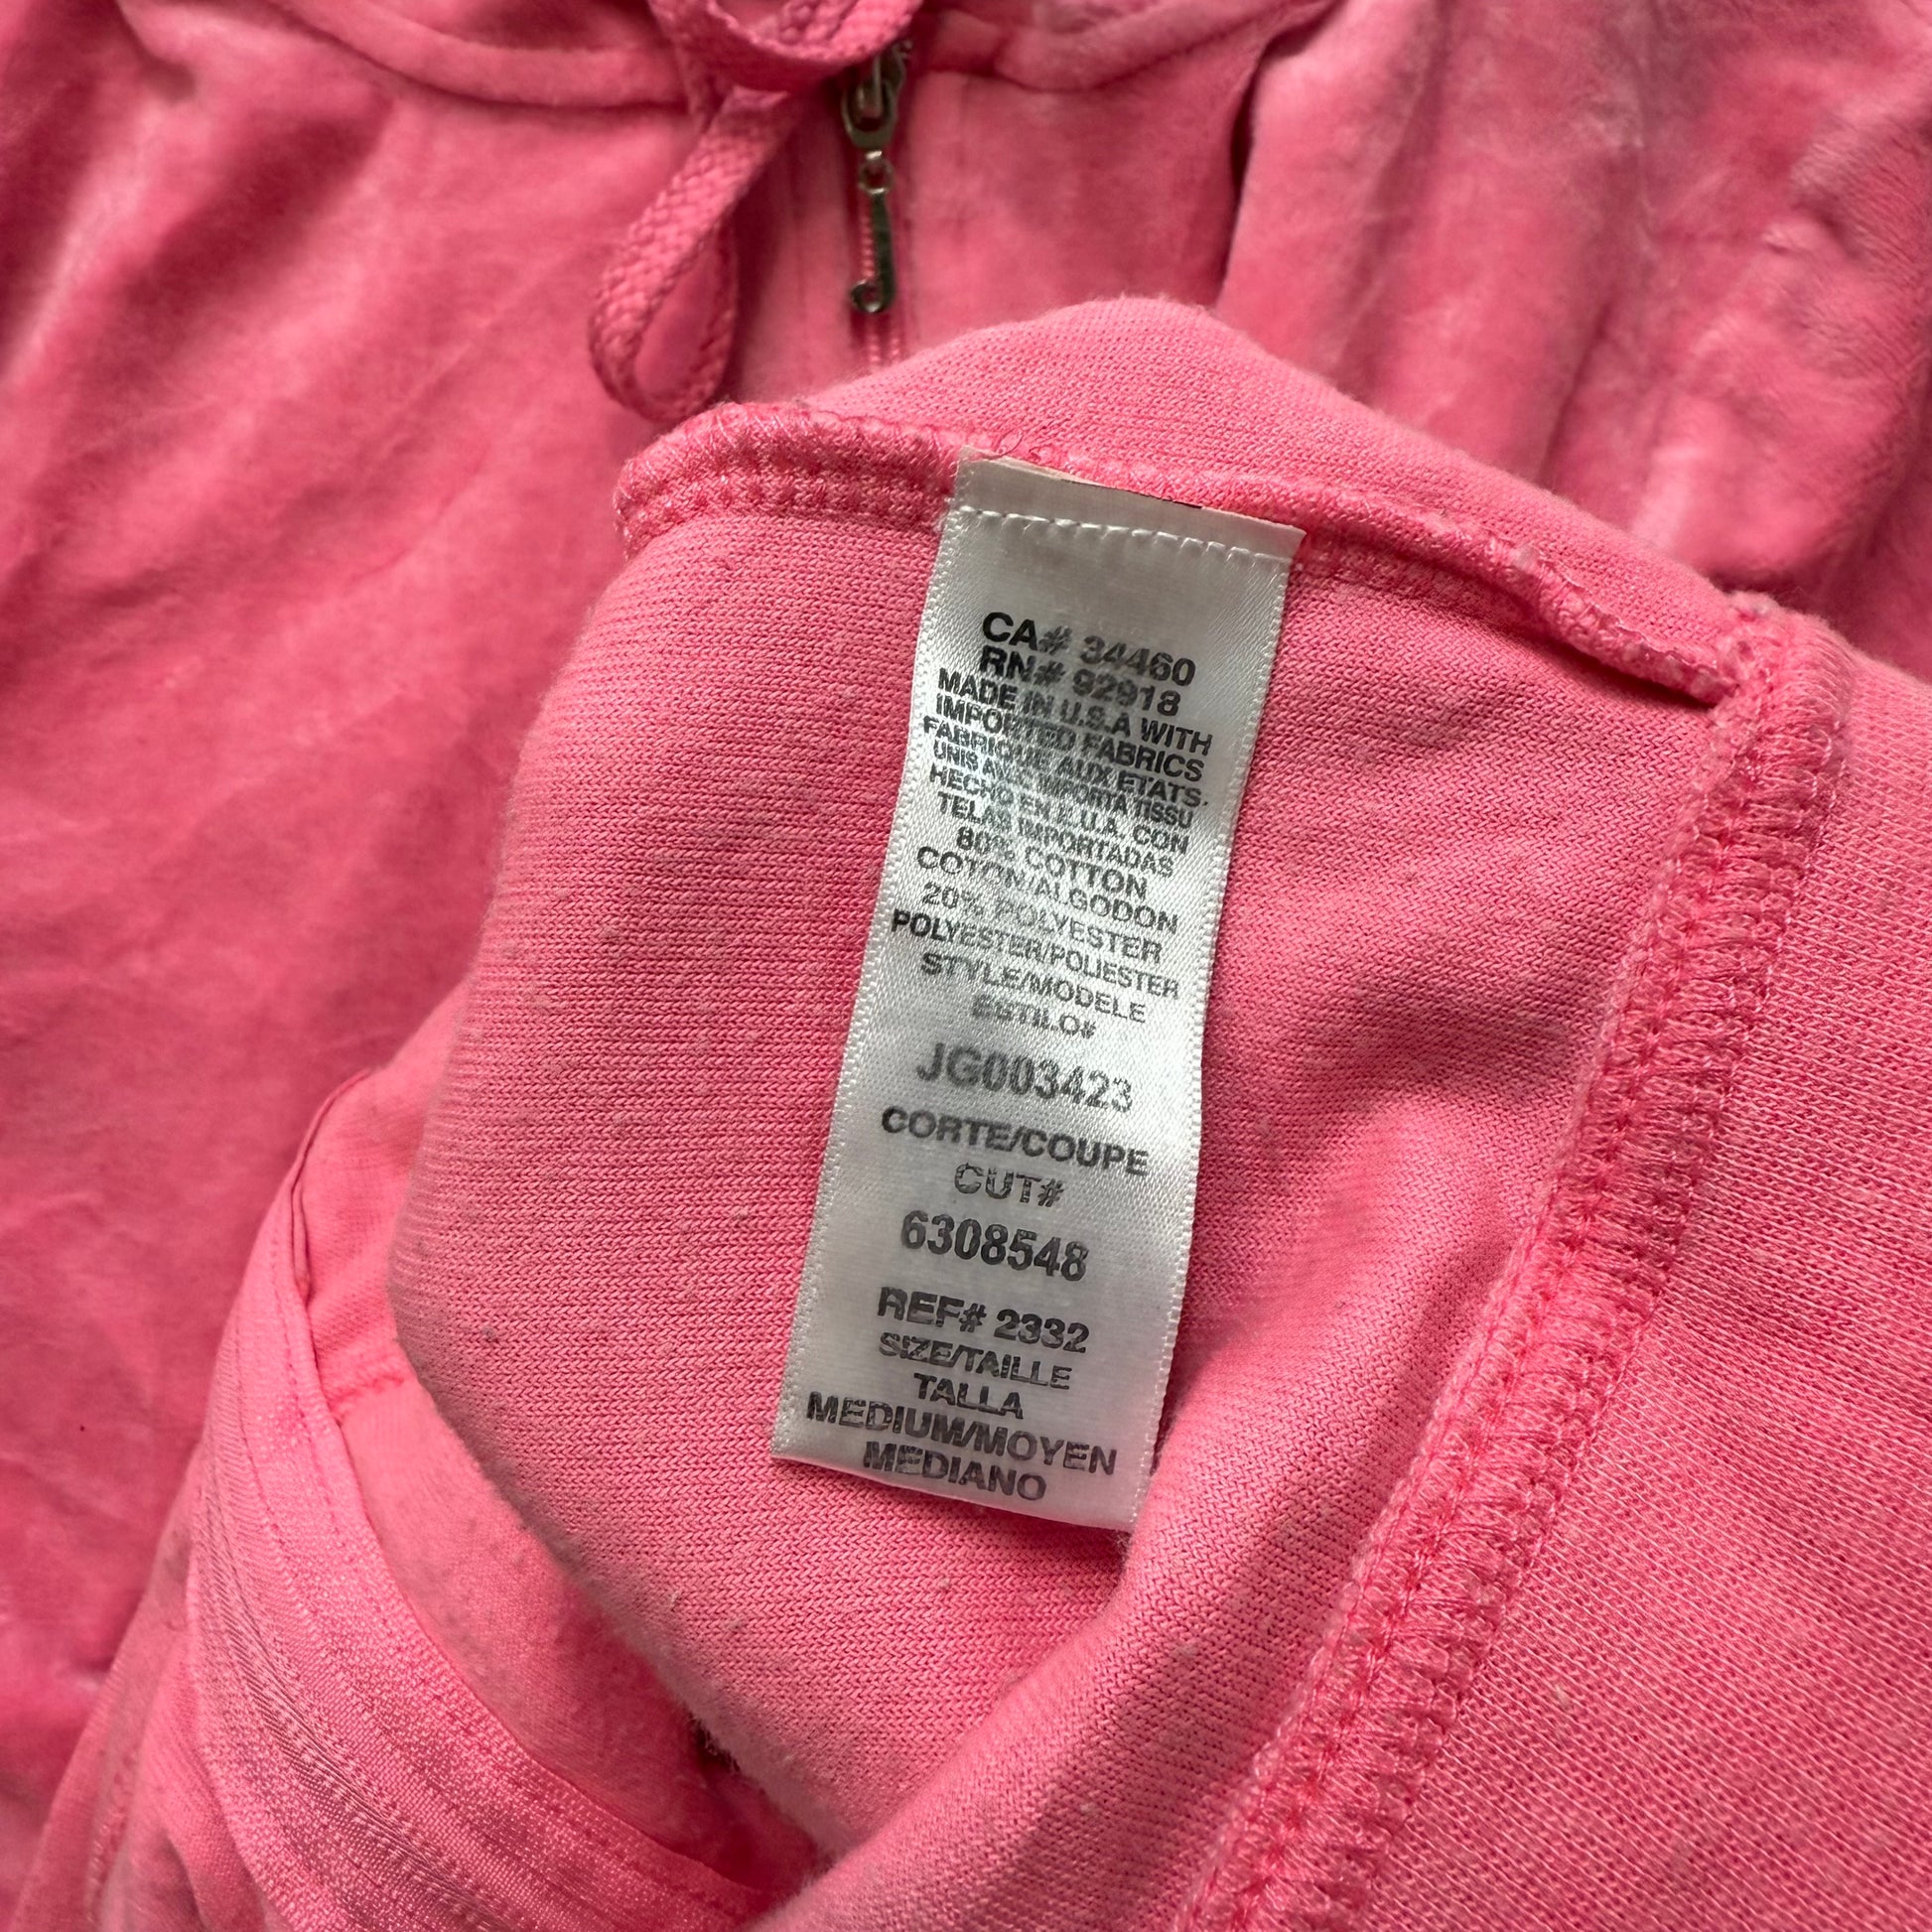 CA# 34460
RN# 92918
MADE IN U.S.A WITH
IMPORTED FABRICS
FABRIQUE AUX ETATS.
UNIS AVEC IMPORTA TISSU
HECHO EN E.U.A. CON
TELAS IMPORTADAS
80% COTTON
COTON/ALGODON
20% POLYESTER
POLYESTER/POLIESTER
STYLE/MODELE
ESTILO#
JG003423
CORTE/COUPE
CUT#
6308548
REF# 2332
SIZE/TAILLE
TALLA
MEDIUM/MOYEN
MEDIANO